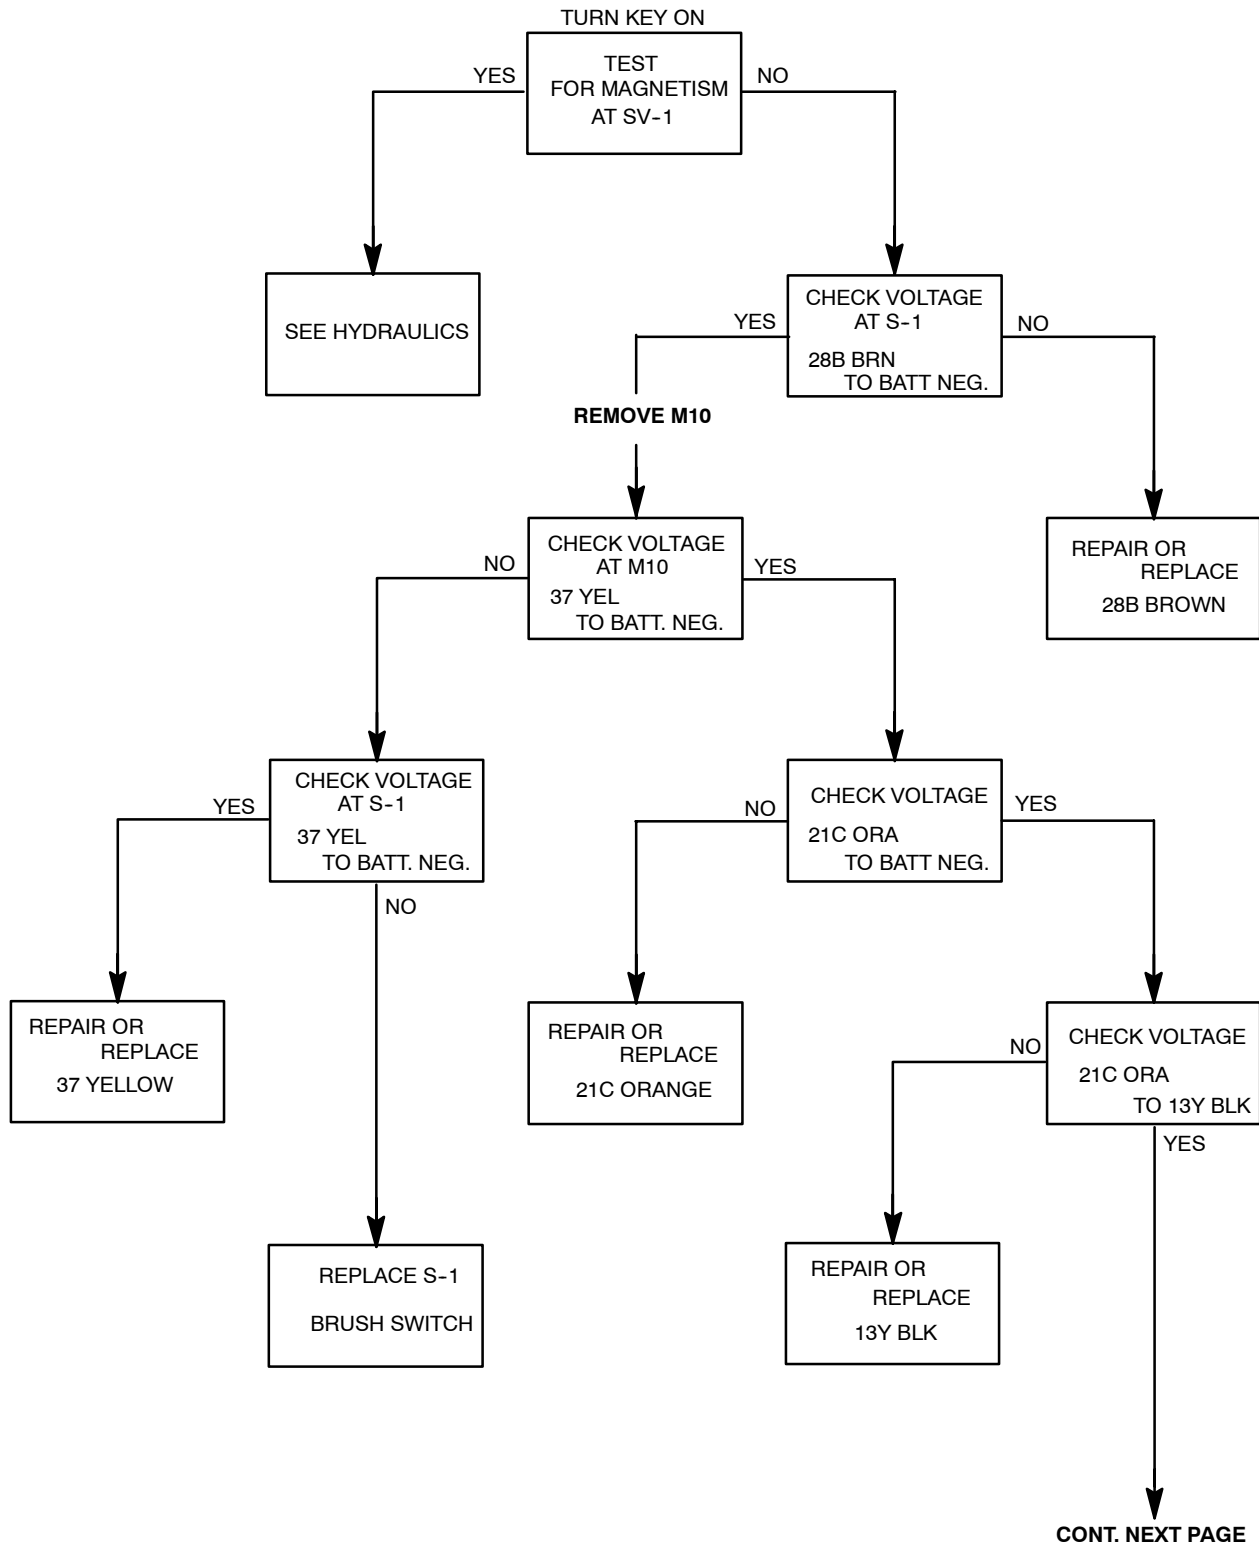 TURN KEY ON
YES
TEST
FOR MAGNETISM
AT SV-1
NO
SEE HYDRAULICS
YES
CHECK VOLTAGE
AT S-1
28B BRN
TO BATT NEG.
NO
REMOVE M10
NO
CHECK VOLTAGE
AT M10
37 YEL
TO BATT. NEG.
YES
REPAIR OR
REPLACE
28B BROWN
YES
CHECK VOLTAGE
AT S-1
37 YEL
TO BATT. NEG.
NO
NO
CHECK VOLTAGE
21C ORA
TO BATT NEG.
YES
REPAIR OR
REPLACE
37 YELLOW
REPAIR OR
REPLACE
21C ORANGE
NO
CHECK VOLTAGE
21C ORA
TO 13Y BLK
YES
REPLACE S-1
BRUSH SWITCH
REPAIR OR
REPLACE
13Y BLK
CONT. NEXT PAGE